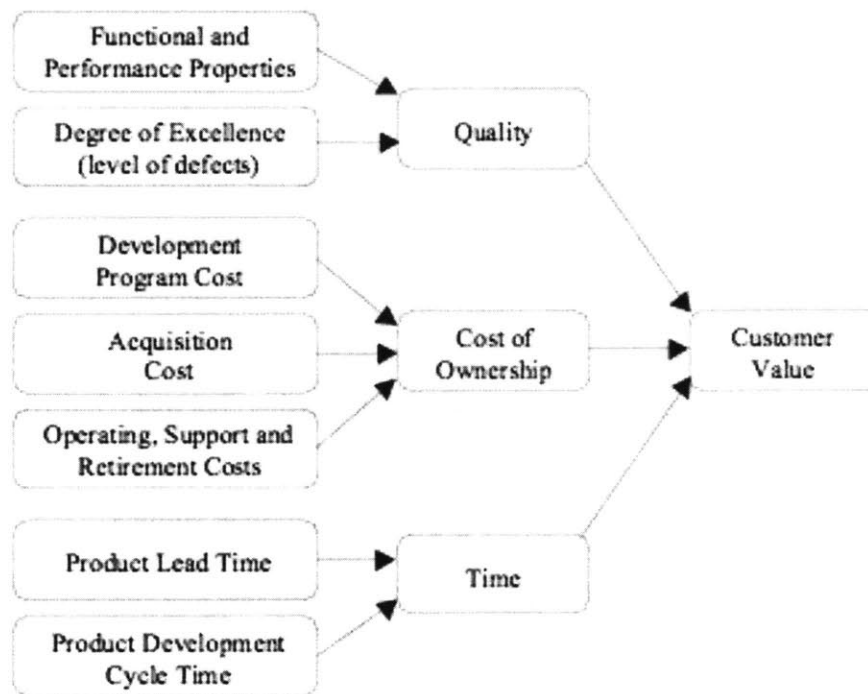 Functional and
Performance Properties
Degree of Excellence
(level of defects)
Quality
Development
Program Cost
Acquisition
Cost
Cost of
Ownership
Customer
Value
Operating, Support and
Retirement Costs
Product Lead Time
Time
Product Development
Cycle Time